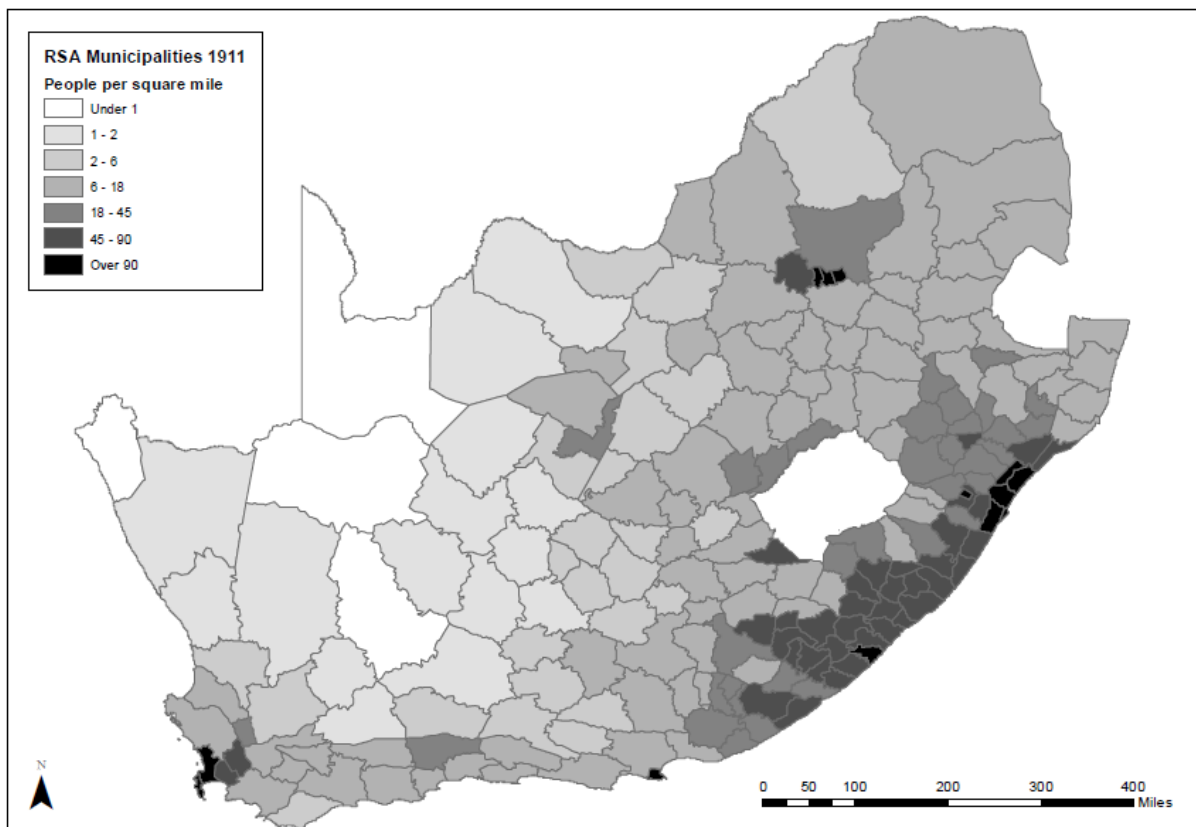 RSA Municipalities 1911
People per square mile
Under 1
1 - 2
2 - 6
6 - 18
18 - 45
45 - 90
Over 90
N
0 50 100 200 300 400
Miles